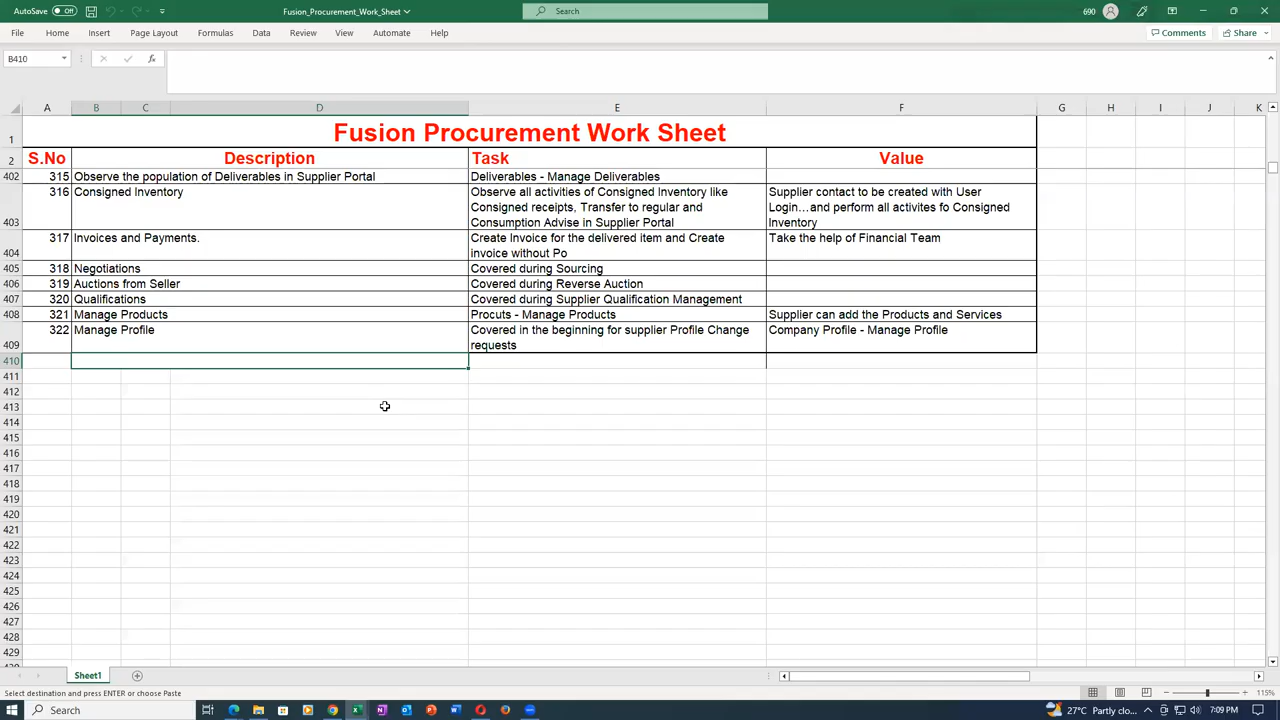 AutoSave Off Fusion_Procurement_Work_Sheet Search 690
File Home Insert Page Layout Formulas Data Review View Automate Help Comments Share
B410 fx
A B C D E F G H I J K
1 Fusion Procurement Work Sheet
2 S.No Description Task Value
402 315 Observe the population of Deliverables in Supplier Portal Deliverables - Manage Deliverables
316 Consigned Inventory Observe all activities of Consigned Inventory like Supplier contact to be created with User
Consigned receipts, Transfer to regular and Login...and perform all activites fo Consigned
403 Consumption Advise in Supplier Portal Inventory
317 Invoices and Payments. Create Invoice for the delivered item and Create Take the help of Financial Team
404 invoice without Po
405 318 Negotiations Covered during Sourcing
406 319 Auctions from Seller Covered during Reverse Auction
407 320 Qualifications Covered during Supplier Qualification Management
408 321 Manage Products Procuts - Manage Products Supplier can add the Products and Services
322 Manage Profile Covered in the beginning for supplier Profile Change Company Profile - Manage Profile
409 requests
410
411
412
413
414
415
416
417
418
419
420
421
422
423
424
425
426
427
428
429
Sheet1
Select destination and press ENTER or choose Paste 115%
Search 27°C Partly clo... 7:09 PM